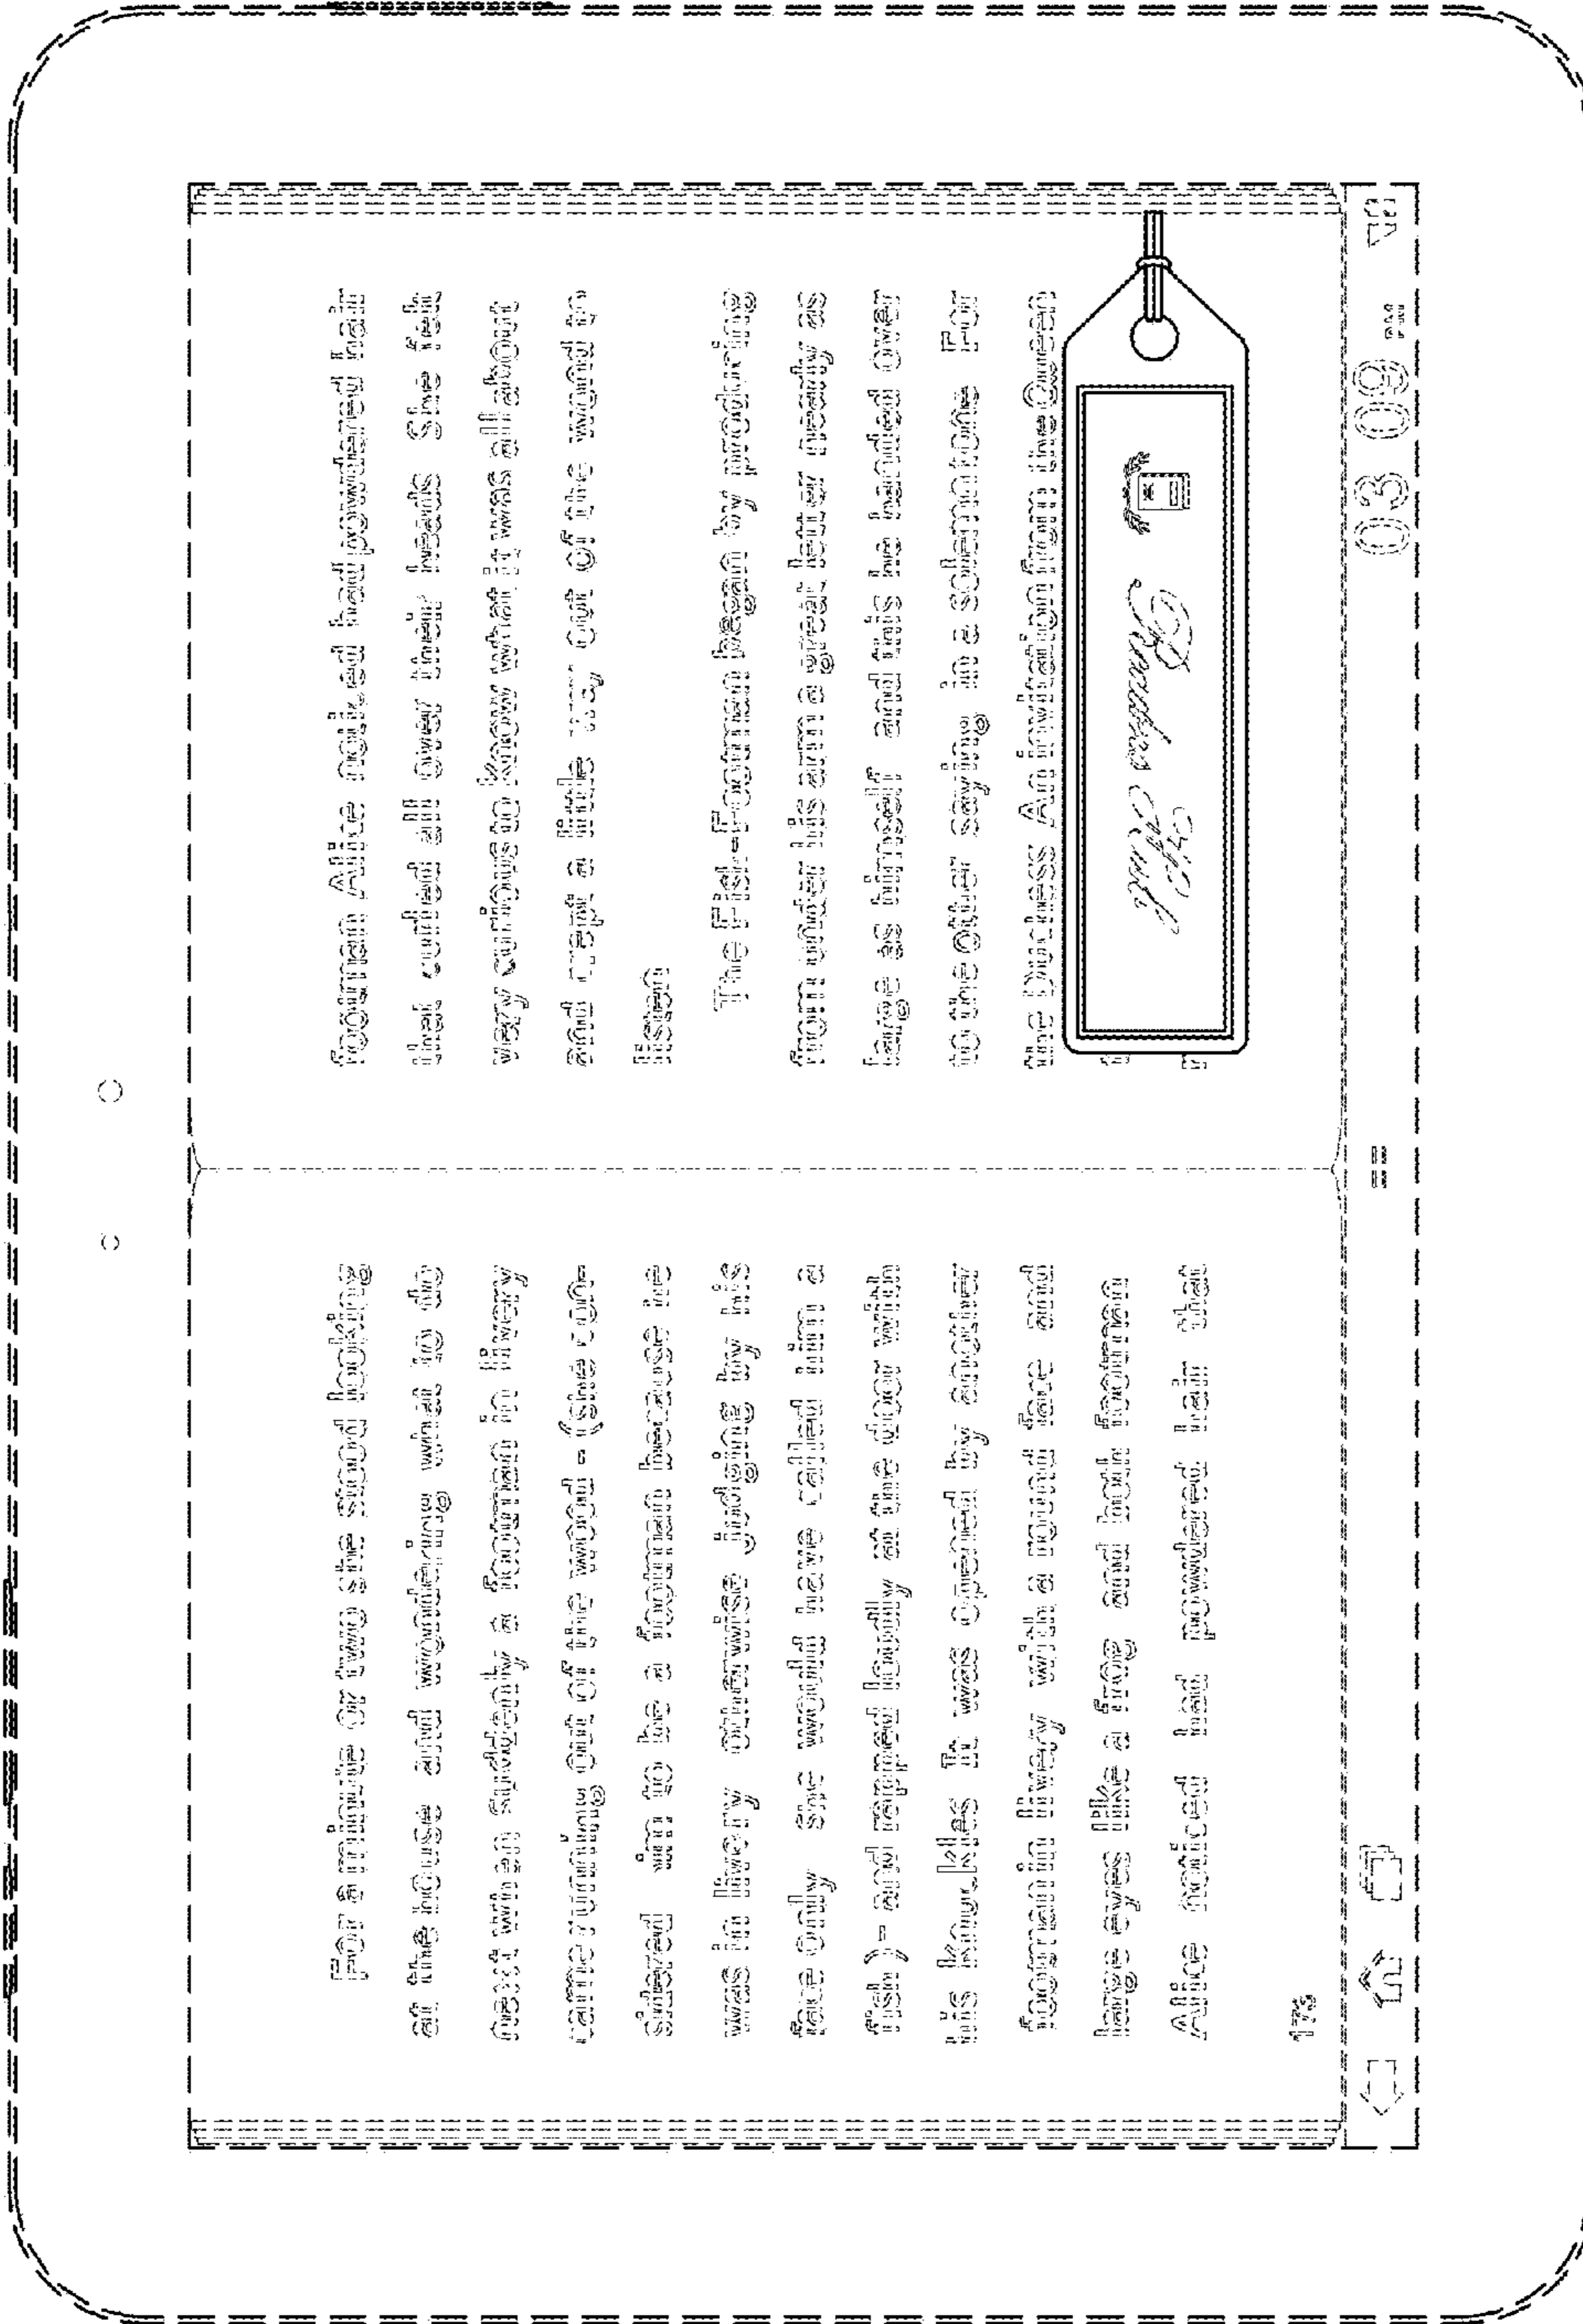 For a minute or two she stood looking
at the house and wondering what to do
next when suddenly a footman in livery
came running out of the wood - (she con-
sidered him to be a footman because he
was in livery otherwise judging by his
face only she would have called him a
fish) - and rapped loudly at the door with
his knuckles It was opened by another
footman in livery with a round face and
large eyes like a frog and both footmen
Alice noticed had powdered hair that
173
footman Alice noticed had powdered hair
that curled all over their heads She felt
very curious to know what it was all about
and crept a little way out of the wood to
listen
The Fish-Footman began by producing
from under his arm a great letter nearly as
large as himself and this he handed over
to the other saying in a solemn tone For
the Duchess An invitation from the Queen
03 09 PM